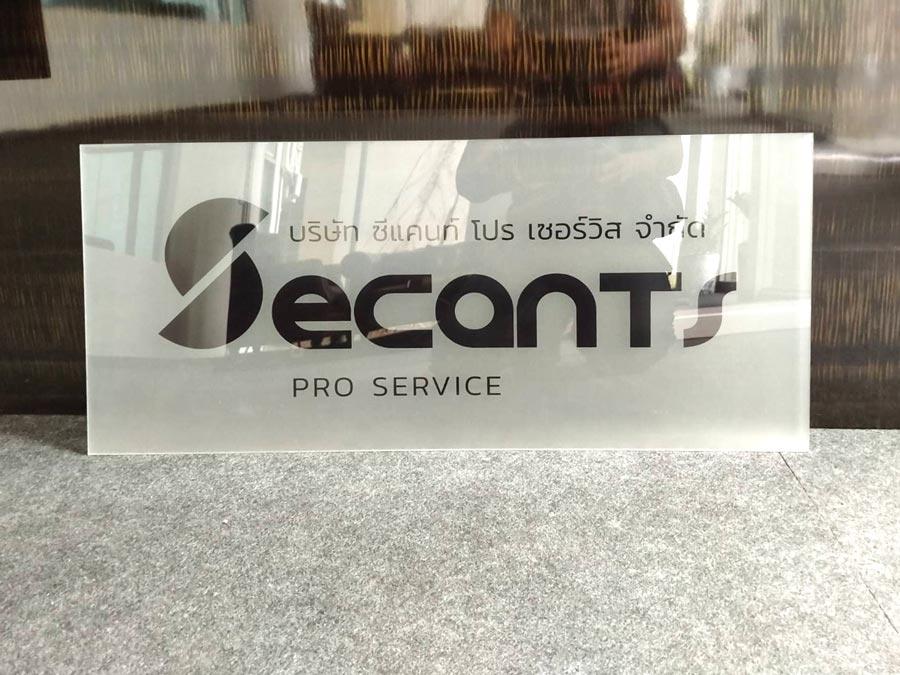 บริษัท ซีแคนท์ โปร เซอร์วิส จำกัด
SecanT's
PRO SERVICE